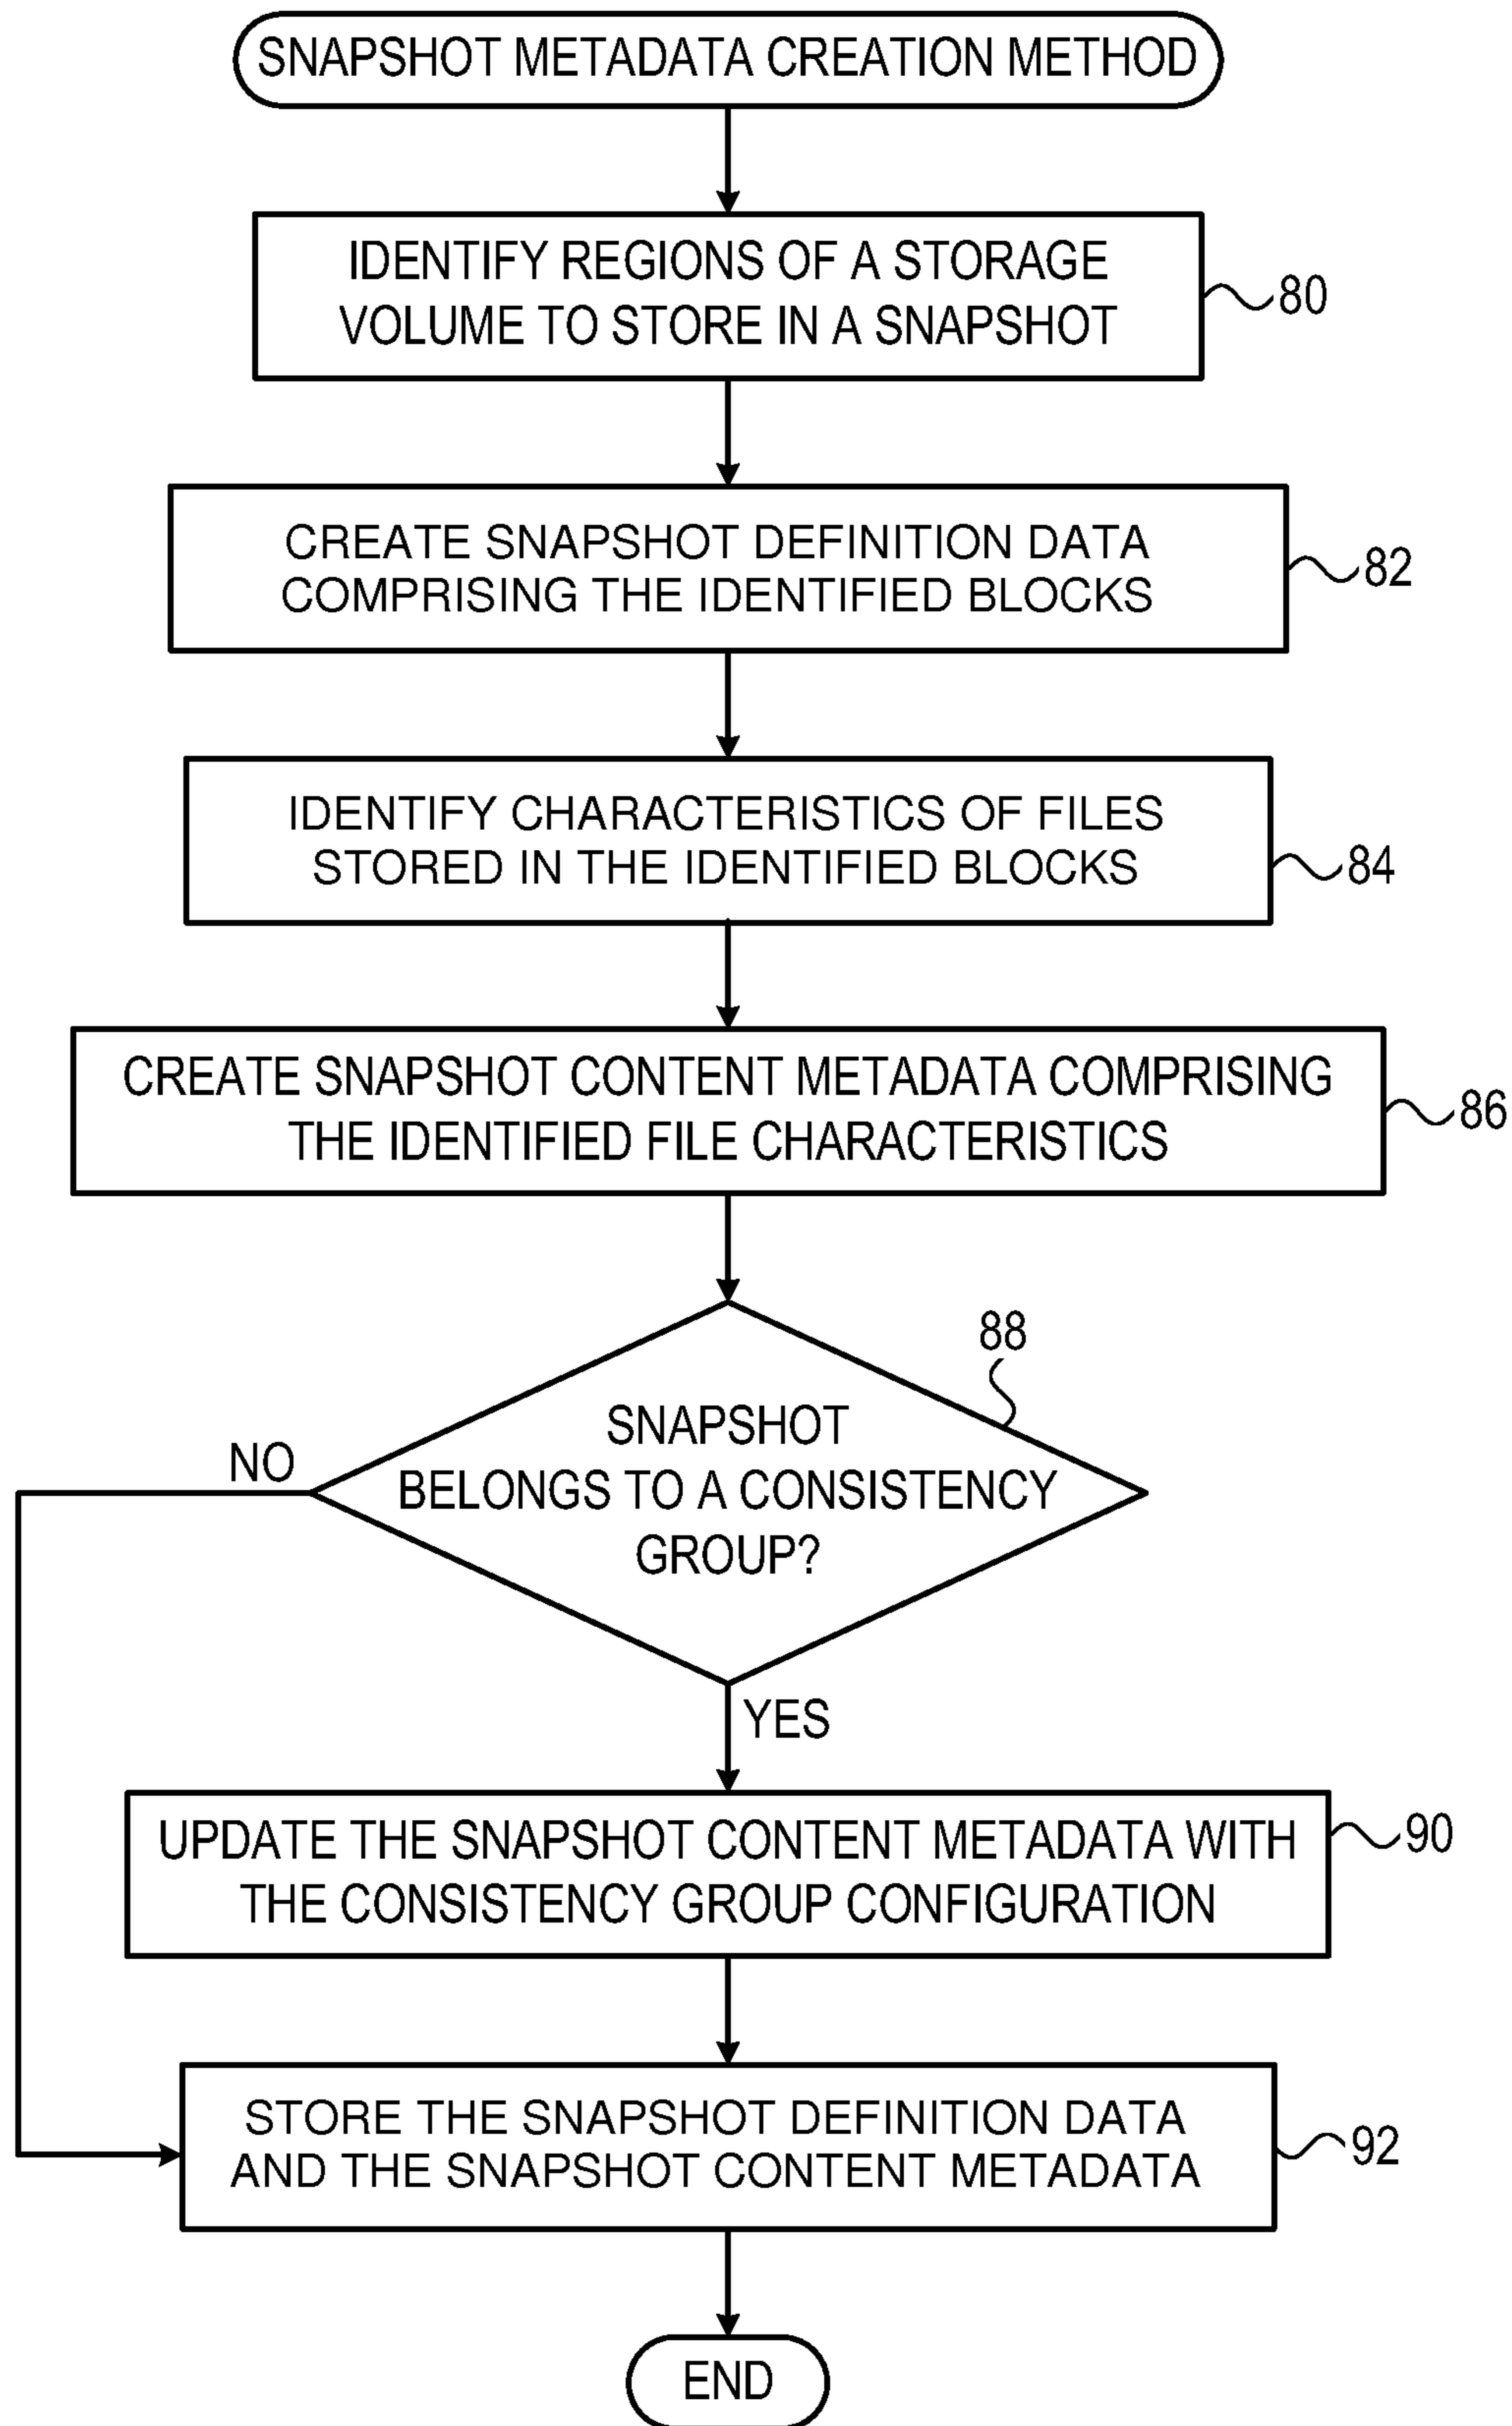 SNAPSHOT METADATA CREATION METHOD
IDENTIFY REGIONS OF A STORAGE
VOLUME TO STORE IN A SNAPSHOT
80
CREATE SNAPSHOT DEFINITION DATA
COMPRISING THE IDENTIFIED BLOCKS
82
IDENTIFY CHARACTERISTICS OF FILES
STORED IN THE IDENTIFIED BLOCKS
84
CREATE SNAPSHOT CONTENT METADATA COMPRISING
THE IDENTIFIED FILE CHARACTERISTICS
86
88
SNAPSHOT
BELONGS TO A CONSISTENCY
GROUP?
NO
YES
UPDATE THE SNAPSHOT CONTENT METADATA WITH
THE CONSISTENCY GROUP CONFIGURATION
90
STORE THE SNAPSHOT DEFINITION DATA
AND THE SNAPSHOT CONTENT METADATA
92
END